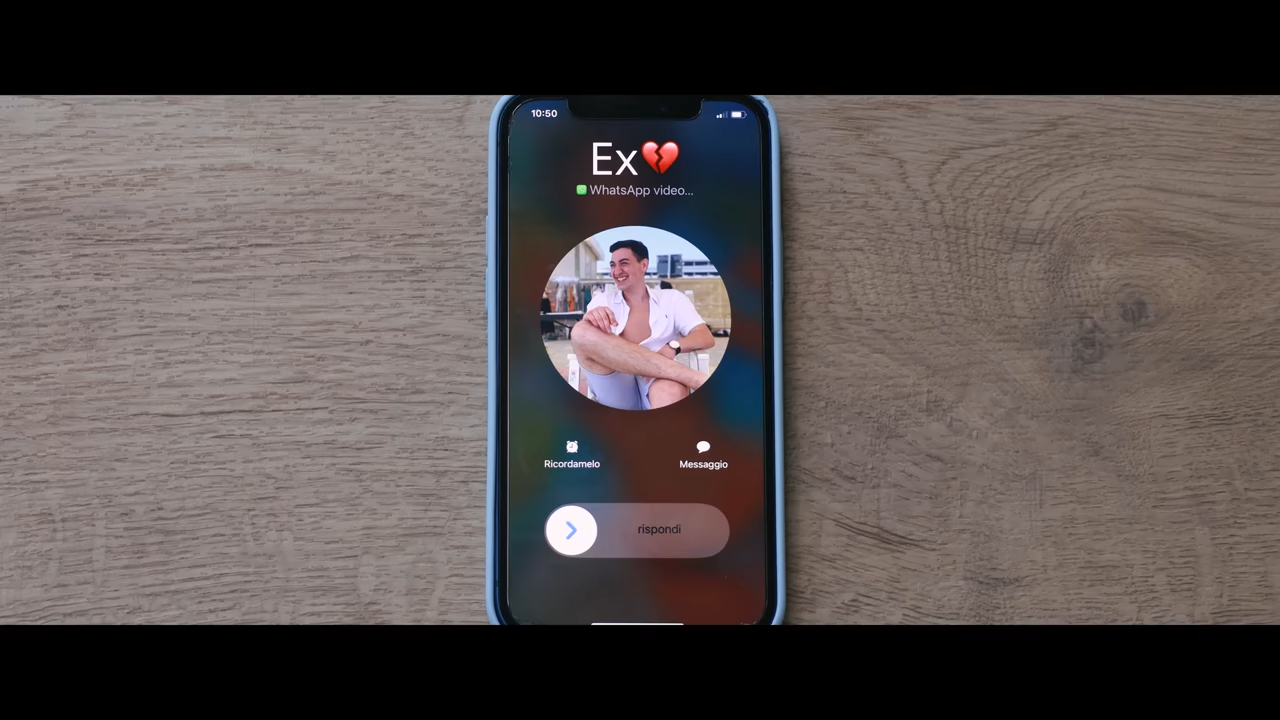 10:50
Ex💔
WhatsApp video...
Ricordamelo
Messaggio
rispondi